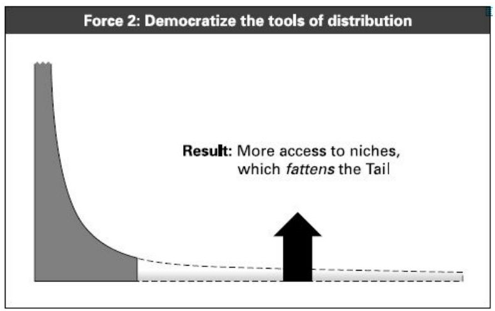 Force 2: Democratize the tools of distribution
Result: More access to niches,
which fattens the Tail